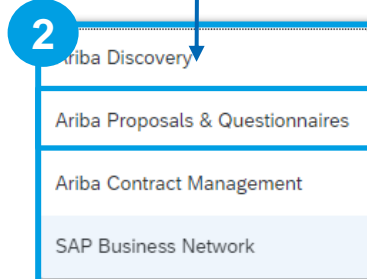 2
Ariba Discovery
Ariba Proposals & Questionnaires
Ariba Contract Management
SAP Business Network